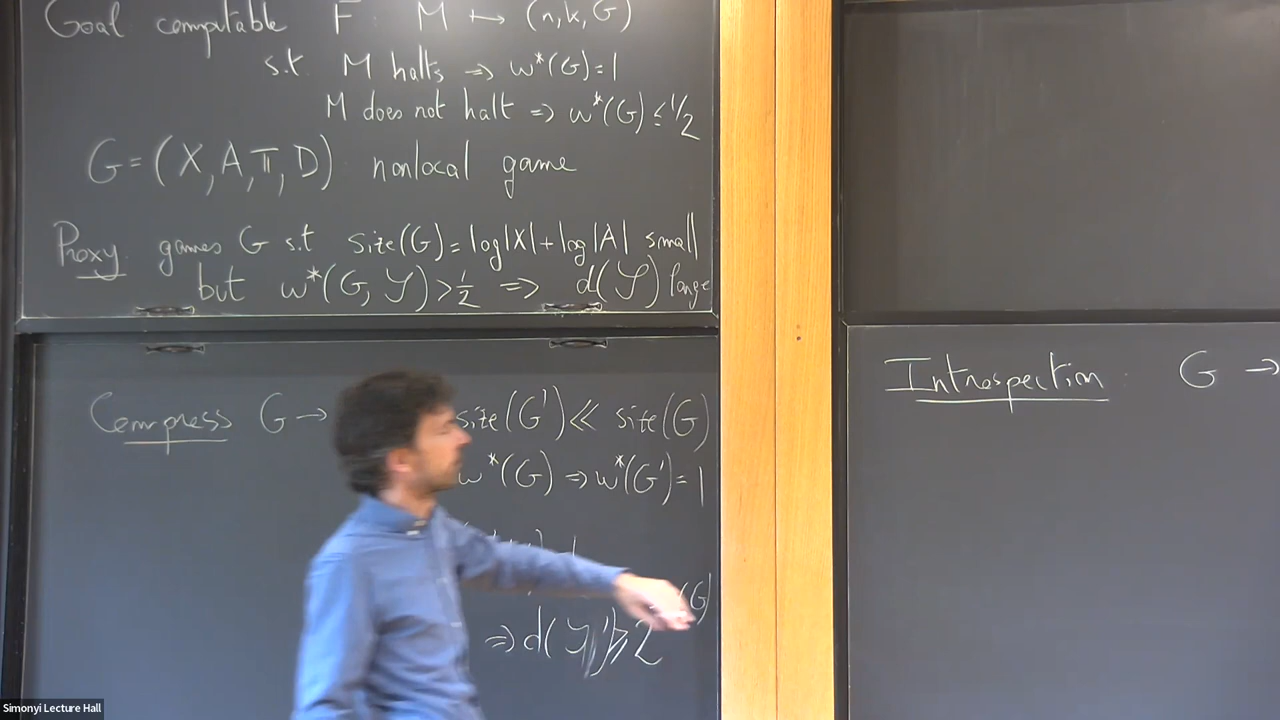 Goal computable F : M ↦ (n,k,G)
s.t. M halts ⇒ w*(G)=1
M does not halt ⇒ w*(G) ≤ 1/2
G = (X, A, π, D) nonlocal game
Proxy games G s.t size(G) = log|X| + log|A| small
but w*(G, 𝒮) > 1/2 ⇒ d(𝒮) large
Compress G → size(G') ≪ size(G)
w*(G) ⇒ w*(G')=1
(G)
⇒ d(𝒮') ≥ 2
Introspection : G →
Simonyi Lecture Hall